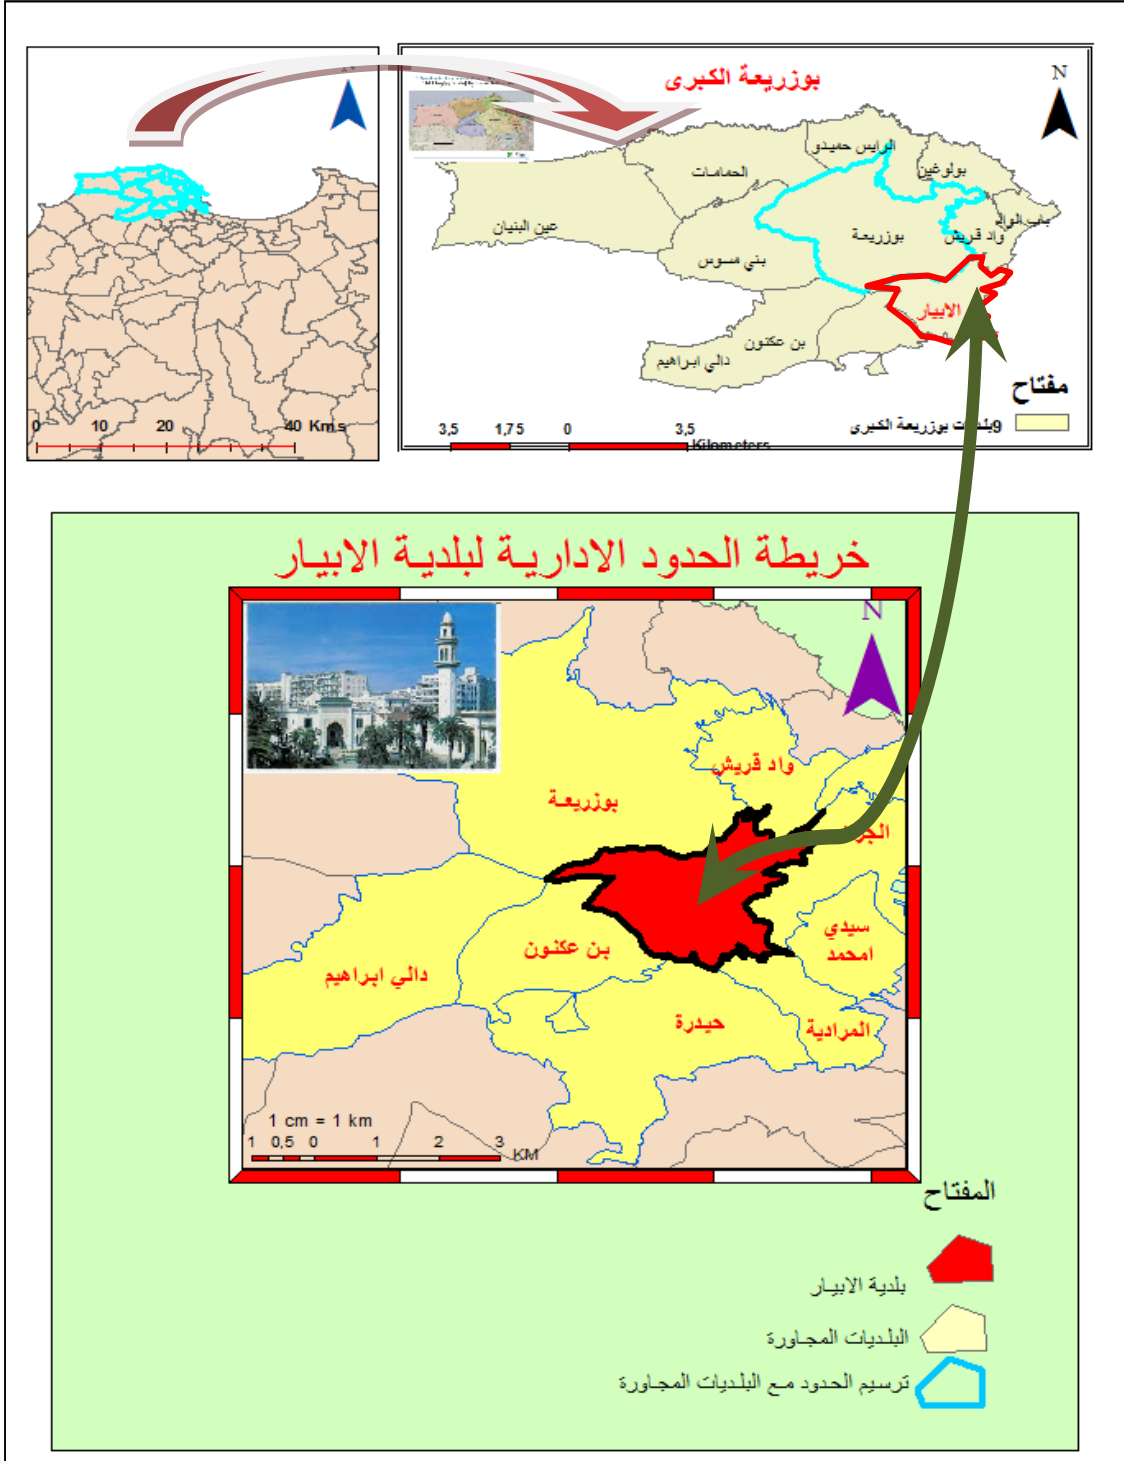 بوزريعة الكبرى
N
الرايس حميدو
بولوغين
الحمامات
باب الواد
عين البنيان
بوزريعة
واد قريش
بني مسوس
الابيار
بن عكنون
دالي ابراهيم
مفتاح
9بلديات بوزريعة الكبرى
3,5 1,75 0 3,5
Kilometers
0 10 20 40 Kms
خريطة الحدود الادارية لبلدية الابيار
N
واد قريش
بوزريعة
سيدي
امحمد
بن عكنون
دالي ابراهيم
حيدرة
المرادية
1 cm = 1 km
1 0,5 0 1 2 3
KM
المفتاح
بلدية الابيار
البلديات المجاورة
ترسيم الحدود مع البلديات المجاورة